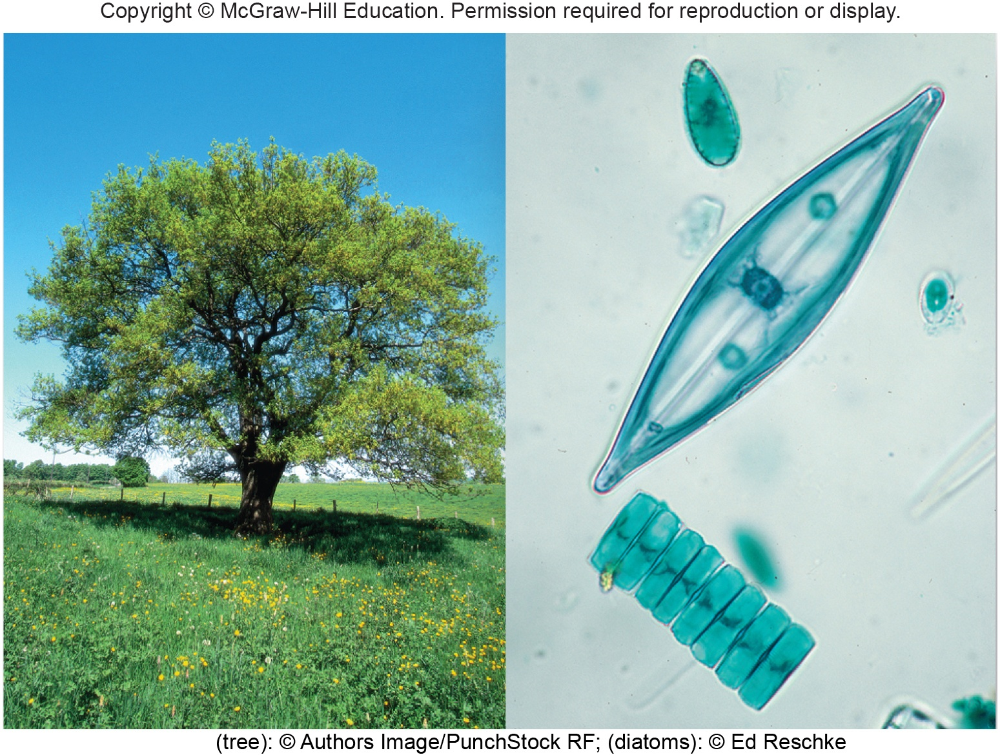 Copyright © McGraw-Hill Education. Permission required for reproduction or display.
(tree): © Authors Image/PunchStock RF; (diatoms): © Ed Reschke